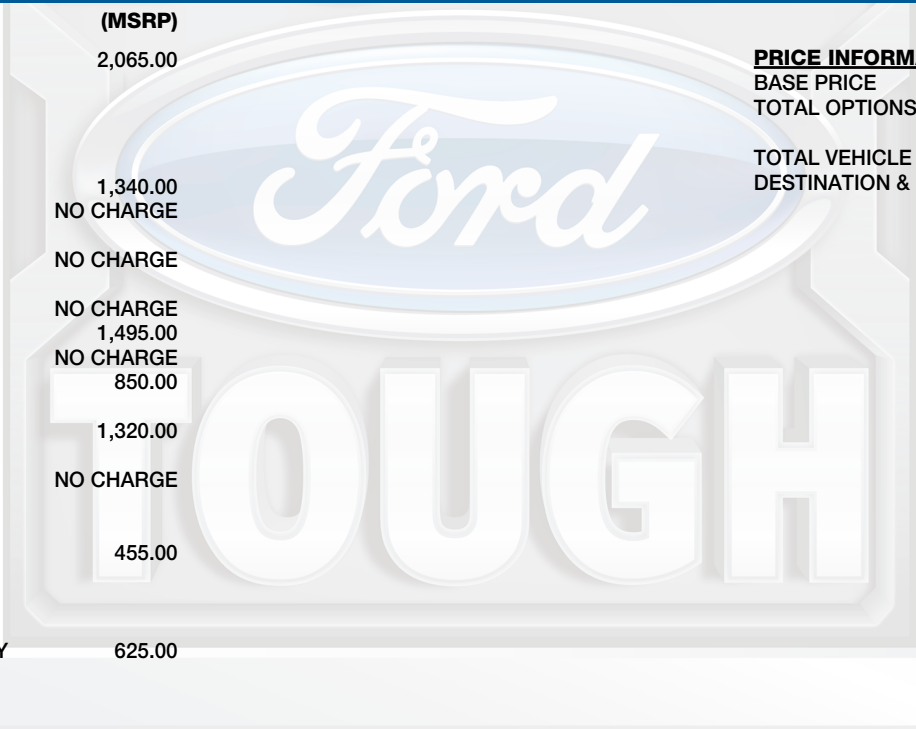 (MSRP)
2,065.00
1,340.00
NO CHARGE
NO CHARGE
NO CHARGE
1,495.00
NO CHARGE
850.00
1,320.00
NO CHARGE
455.00
Y 625.00
PRICE INFORMA
BASE PRICE
TOTAL OPTIONS
TOTAL VEHICLE
DESTINATION &
Ford
TOUGH